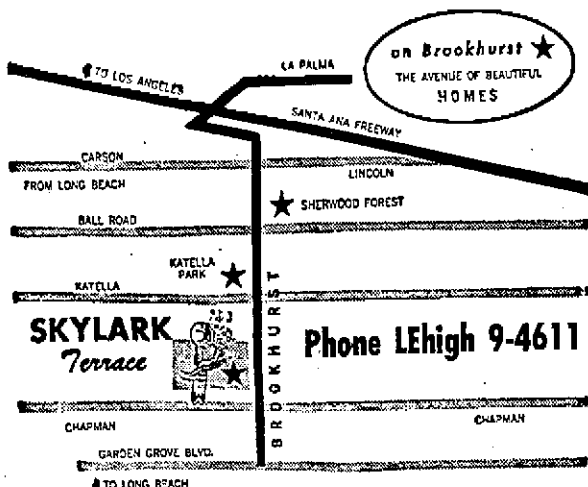 on Brookhurst
THE AVENUE OF BEAUTIFUL
HOMES
LA PALMA
TO LOS ANGELES
SANTA ANA FREEWAY
CARSON
LINCOLN
FROM LONG BEACH
SHERWOOD FOREST
BALL ROAD
KATELLA
PARK
KATELLA
BROOKHURST
SKYLARK
Terrace
Phone LEhigh 9-4611
CHAPMAN
CHAPMAN
GARDEN GROVE BLVD.
TO LONG BEACH